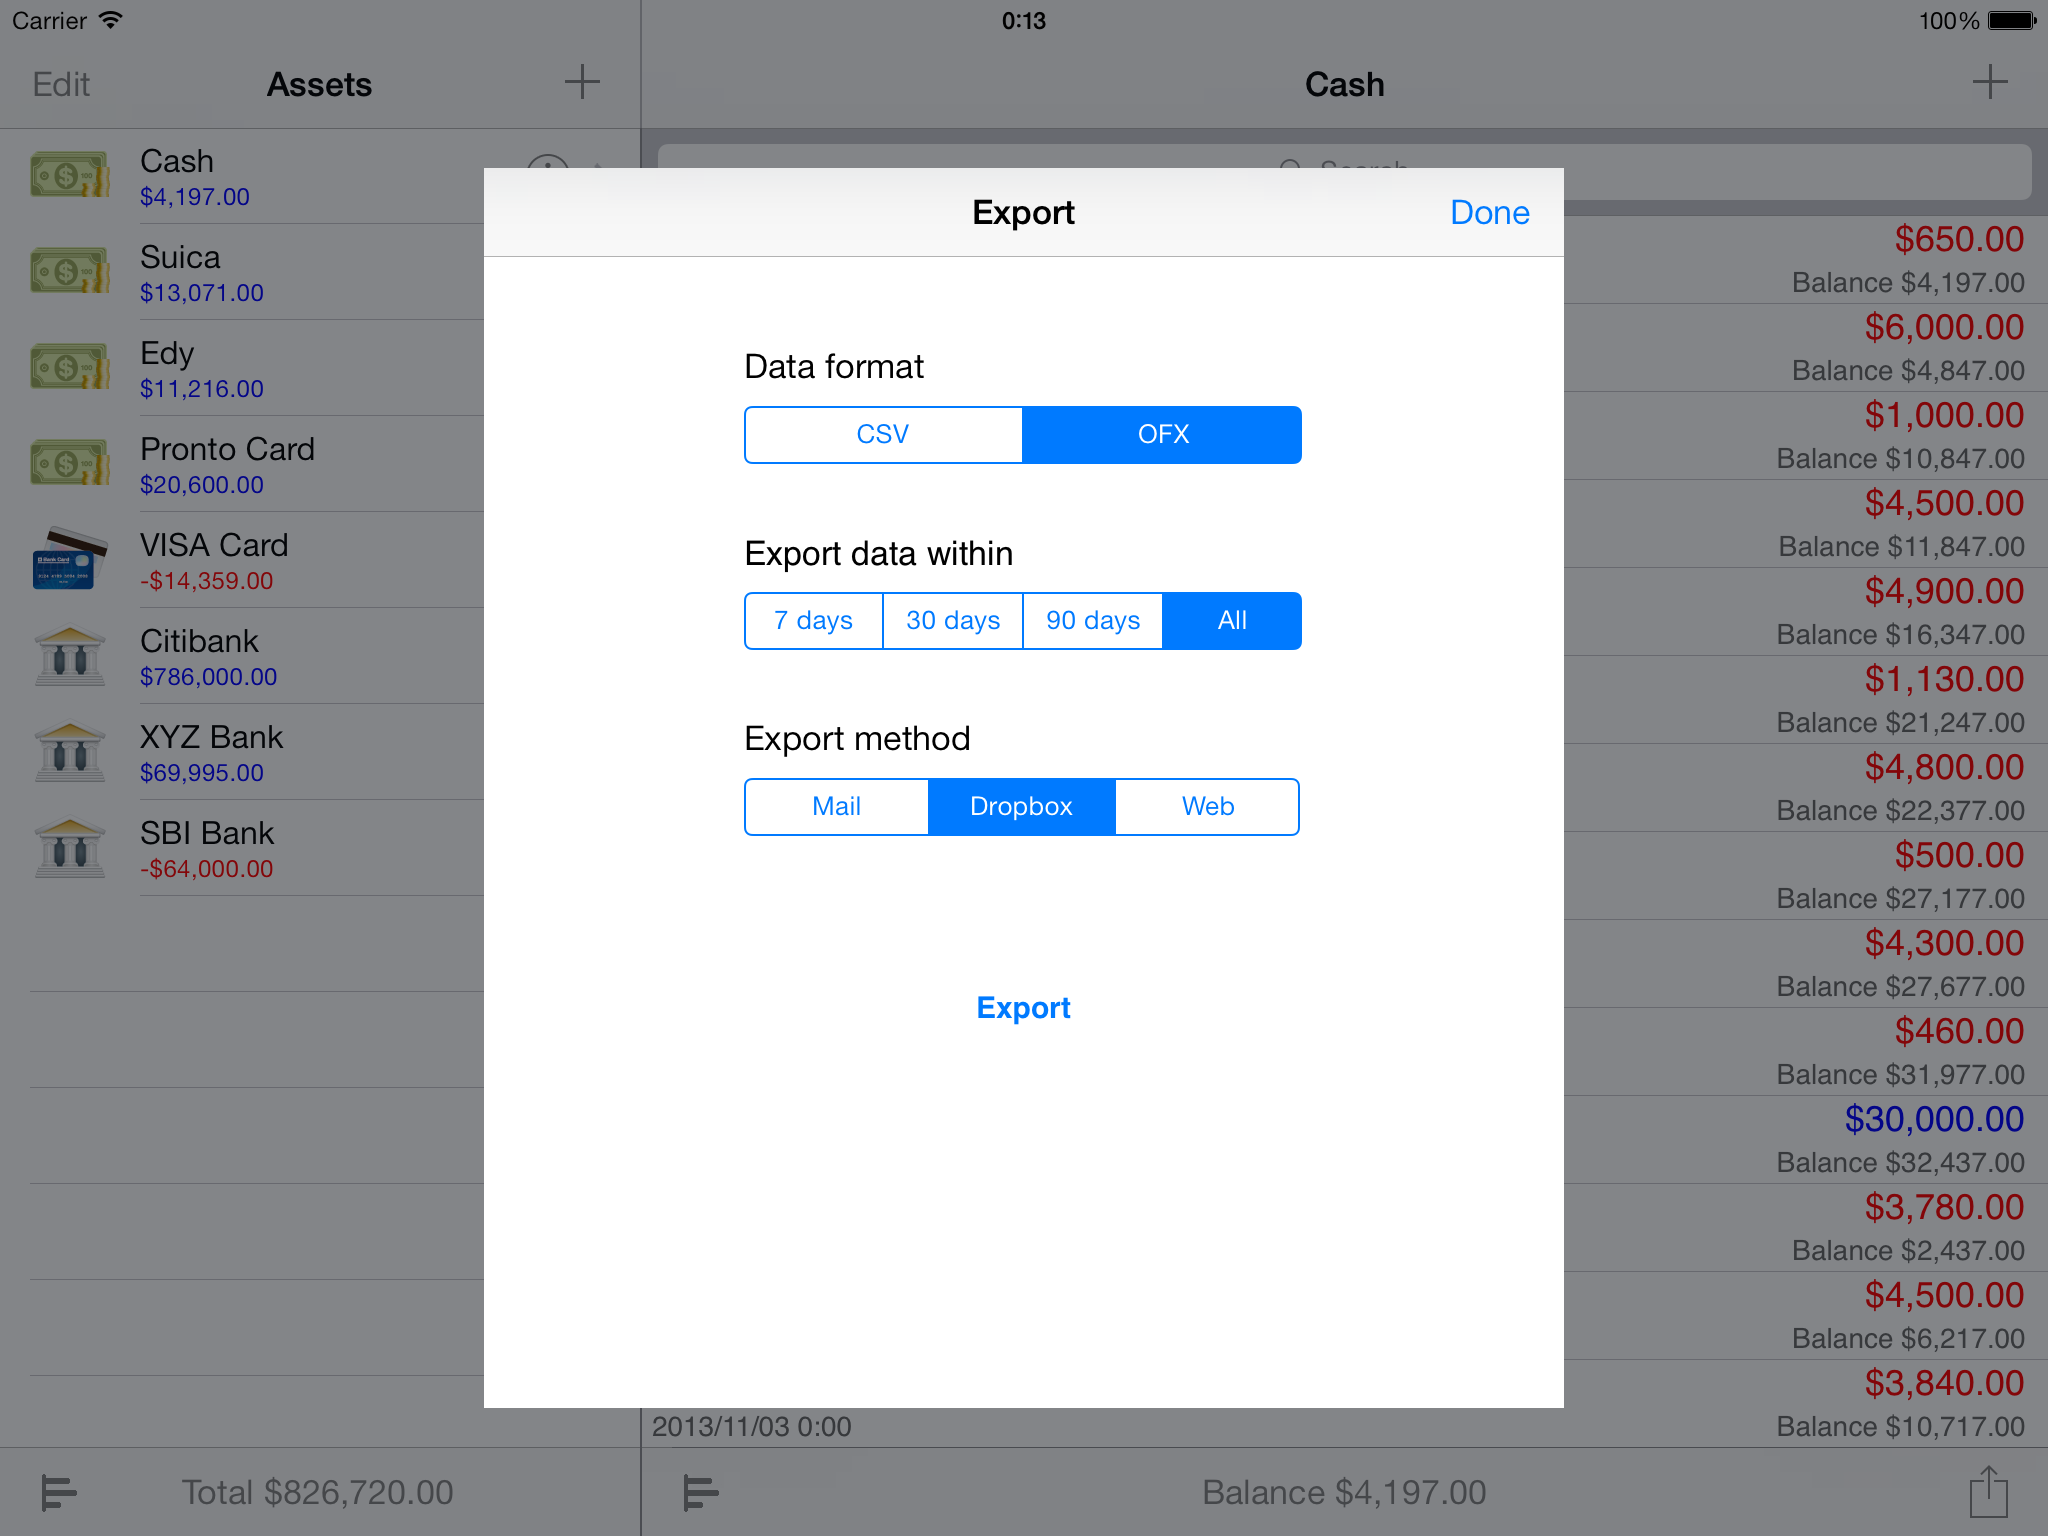 Carrier
0:13
100%
Edit
Assets
Cash
Cash
$4,197.00
Suica
$13,071.00
Edy
$11,216.00
Pronto Card
$20,600.00
VISA Card
-$14,359.00
Citibank
$786,000.00
XYZ Bank
$69,995.00
SBI Bank
-$64,000.00
Total $826,720.00
Search
Export
Done
Data format
CSV
OFX
Export data within
7 days
30 days
90 days
All
Export method
Mail
Dropbox
Web
Export
$650.00
Balance $4,197.00
$6,000.00
Balance $4,847.00
$1,000.00
Balance $10,847.00
$4,500.00
Balance $11,847.00
$4,900.00
Balance $16,347.00
$1,130.00
Balance $21,247.00
$4,800.00
Balance $22,377.00
$500.00
Balance $27,177.00
$4,300.00
Balance $27,677.00
$460.00
Balance $31,977.00
$30,000.00
Balance $32,437.00
$3,780.00
Balance $2,437.00
$4,500.00
Balance $6,217.00
$3,840.00
2013/11/03 0:00
Balance $10,717.00
Balance $4,197.00